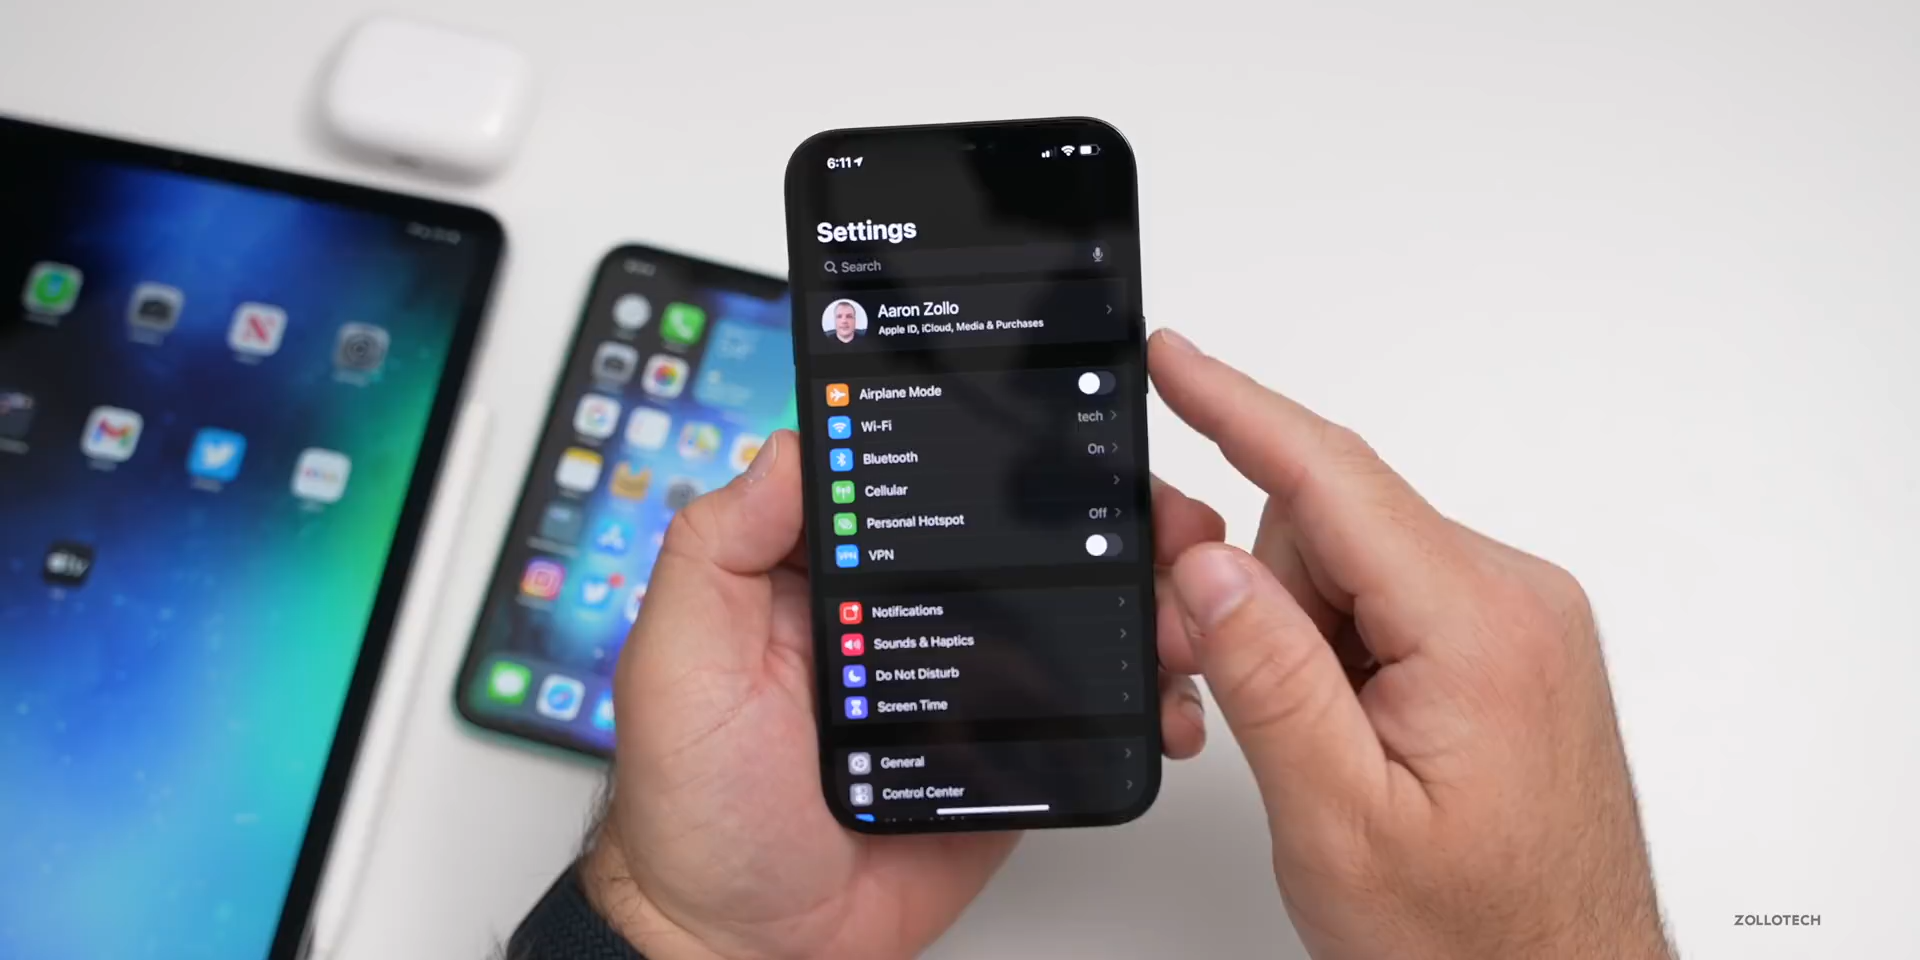 6:11
Settings
Search
Aaron Zollo
Apple ID, iCloud, Media & Purchases
Airplane Mode
Wi-Fi
tech
Bluetooth
On
Cellular
Personal Hotspot
Off
VPN
VPN
Notifications
Sounds & Haptics
Do Not Disturb
Screen Time
General
Control Center
ZOLLOTECH